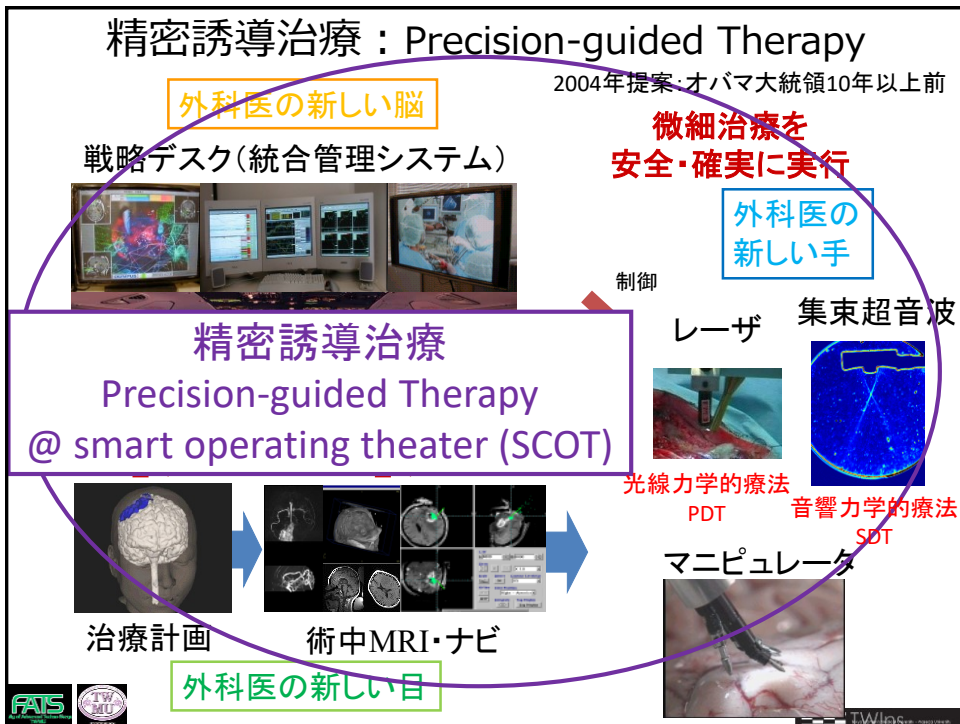 精密誘導治療：Precision-guided Therapy
2004年提案:オバマ大統領10年以上前
外科医の新しい脳
微細治療を
安全・確実に実行
戦略デスク（統合管理システム）
外科医の
新しい手
制御
レーザ
集束超音波
精密誘導治療
Precision-guided Therapy
@ smart operating theater (SCOT)
光線力学的療法
PDT
音響力学的療法
SDT
マニピュレータ
治療計画
術中MRI・ナビ
外科医の新しい目
FATS
TW
MU
TWIns